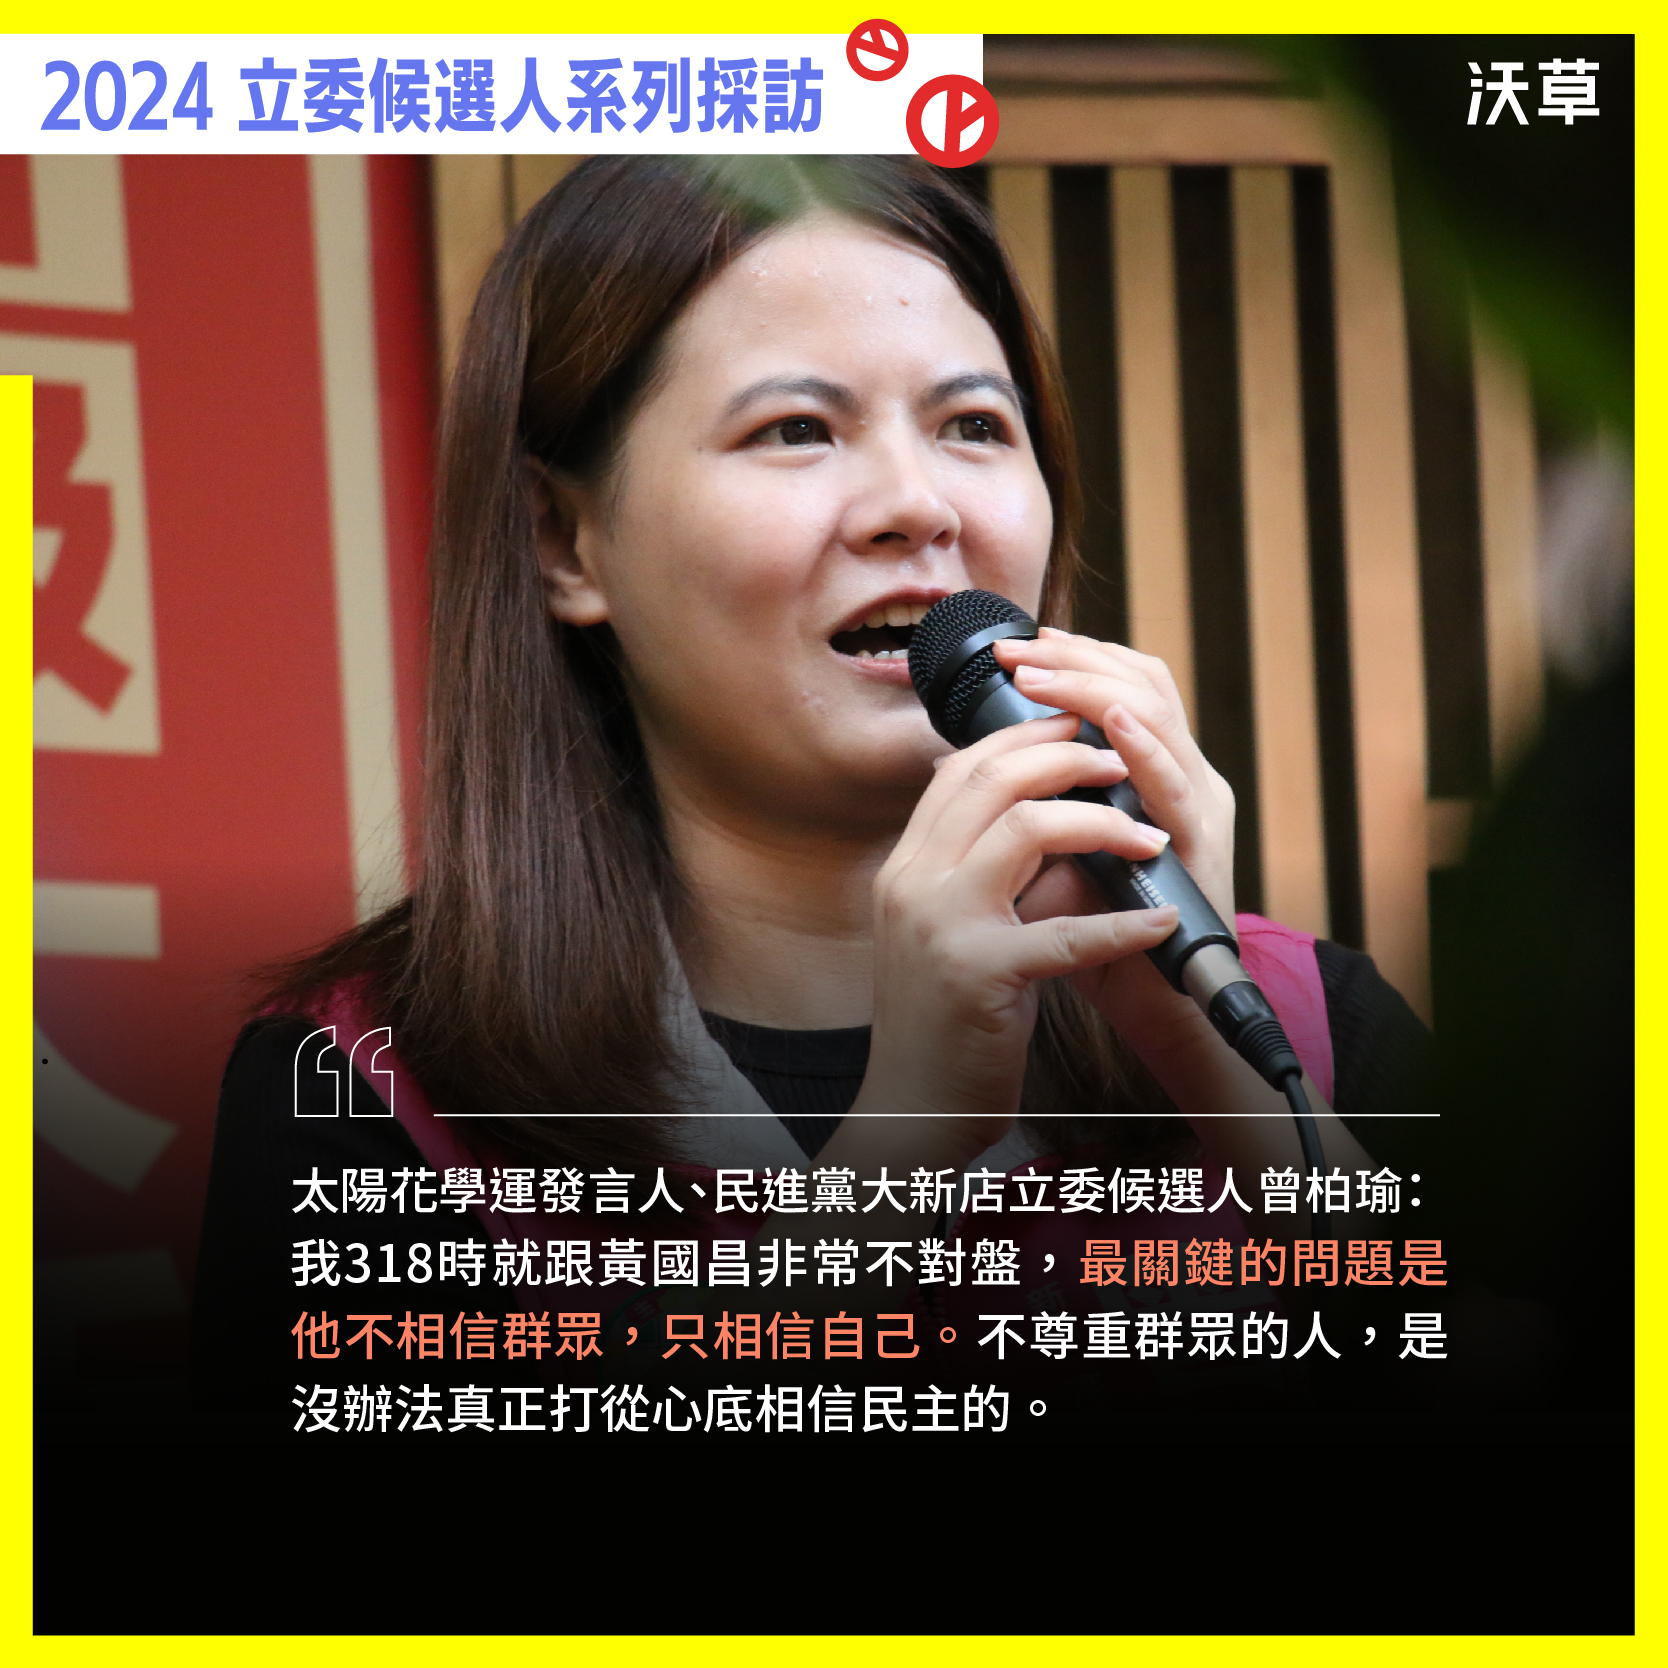 2024 立委候選人系列採訪
沃草
太陽花學運發言人、民進黨大新店立委候選人曾柏瑜：
我318時就跟黃國昌非常不對盤，最關鍵的問題是
他不相信群眾，只相信自己。不尊重群眾的人，是
沒辦法真正打從心底相信民主的。